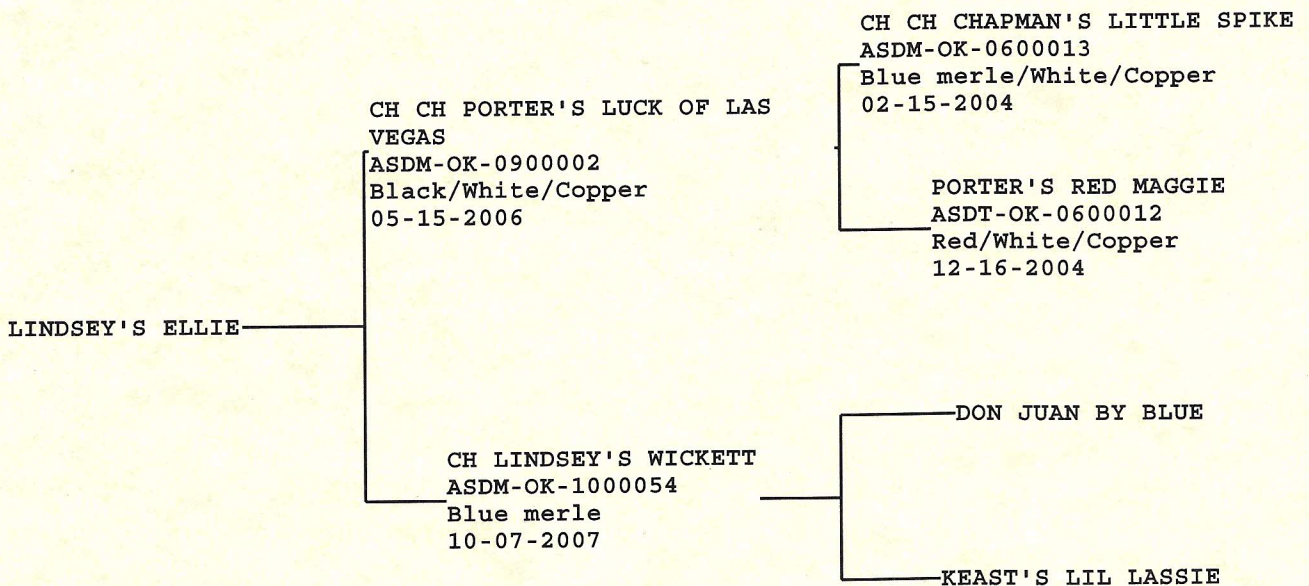 CH CH CHAPMAN'S LITTLE SPIKE
ASDM-OK-0600013
Blue merle/White/Copper
02-15-2004
CH CH PORTER'S LUCK OF LAS
VEGAS
ASDM-OK-0900002
Black/White/Copper
05-15-2006
PORTER'S RED MAGGIE
ASDT-OK-0600012
Red/White/Copper
12-16-2004
LINDSEY'S ELLIE
DON JUAN BY BLUE
CH LINDSEY'S WICKETT
ASDM-OK-1000054
Blue merle
10-07-2007
KEAST'S LIL LASSIE